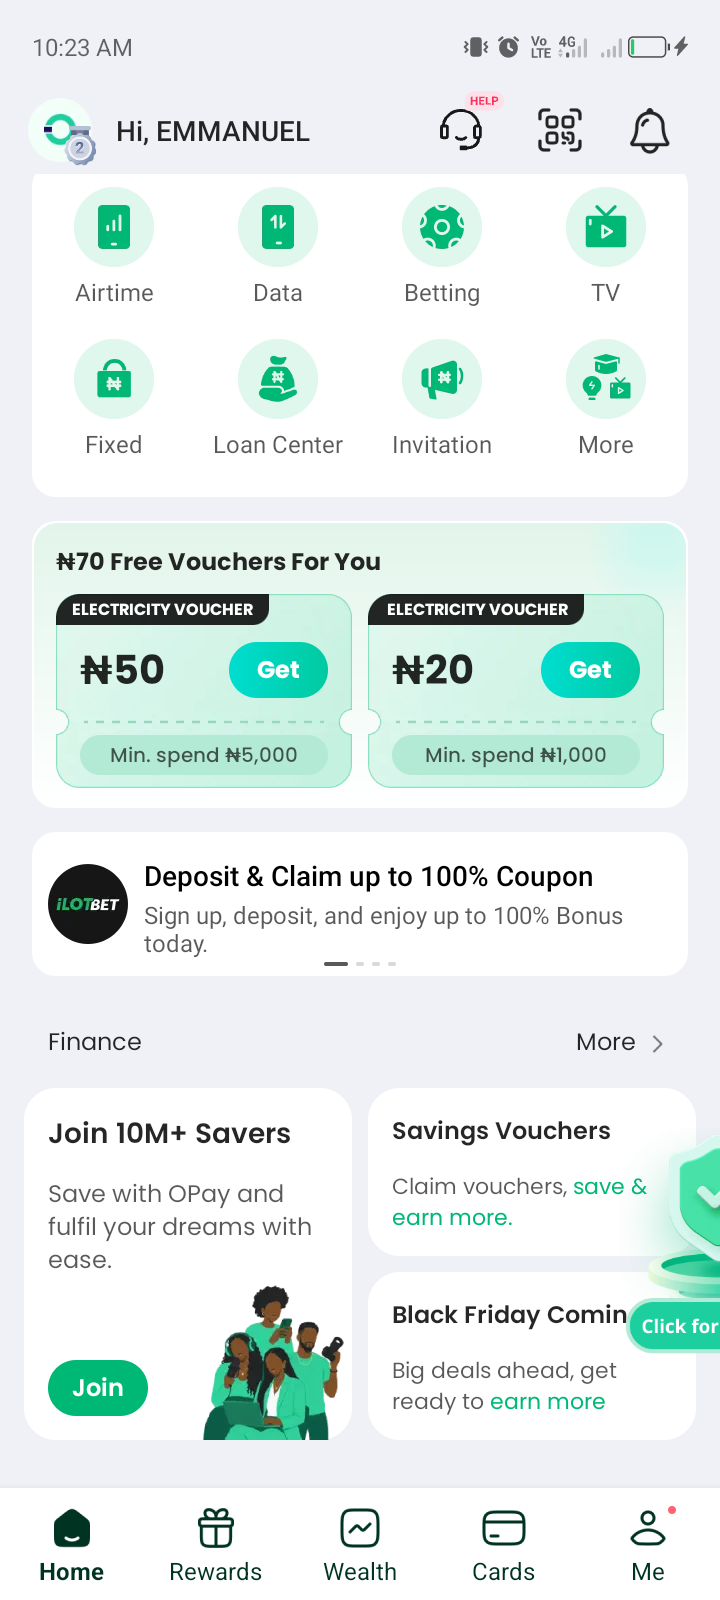 10:23 AM
Vo
LTE
4G
HELP
Hi, EMMANUEL
2
Airtime
Data
Betting
TV
Fixed
Loan Center
Invitation
More
₦70 Free Vouchers For You
ELECTRICITY VOUCHER
₦50
Get
Min. spend ₦5,000
ELECTRICITY VOUCHER
₦20
Get
Min. spend ₦1,000
iLOTBET
Deposit & Claim up to 100% Coupon
Sign up, deposit, and enjoy up to 100% Bonus
today.
Finance
More
Join 10M+ Savers
Save with OPay and
fulfil your dreams with
ease.
Join
Savings Vouchers
Claim vouchers, save &
earn more.
Black Friday Comin
Click for
Big deals ahead, get
ready to earn more
Home
Rewards
Wealth
Cards
Me